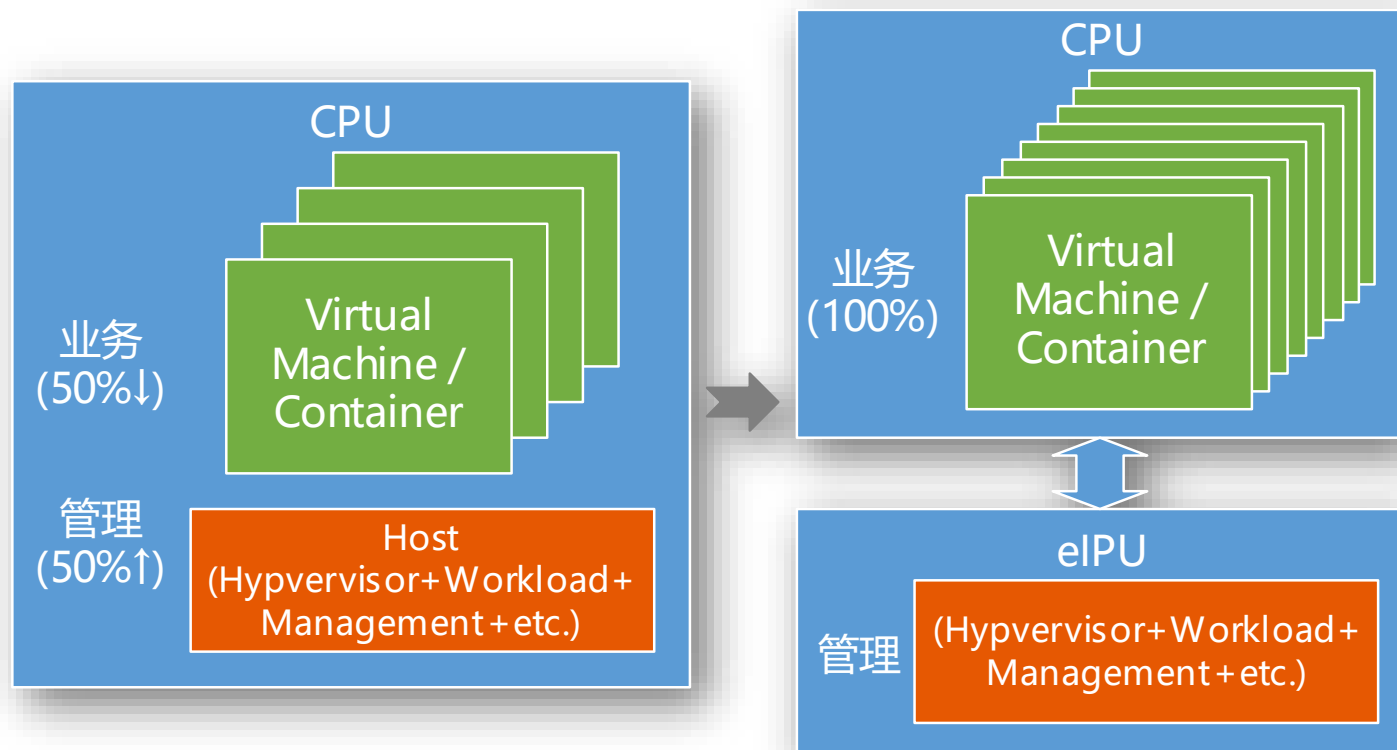 CPU
Virtual
Machine /
Container
业务
(50%↓)
管理
(50%↑)
Host
(Hypvervisor+Workload+
Management+etc.)
CPU
业务
(100%)
Virtual
Machine /
Container
eIPU
管理
(Hypvervisor+Workload+
Management+etc.)